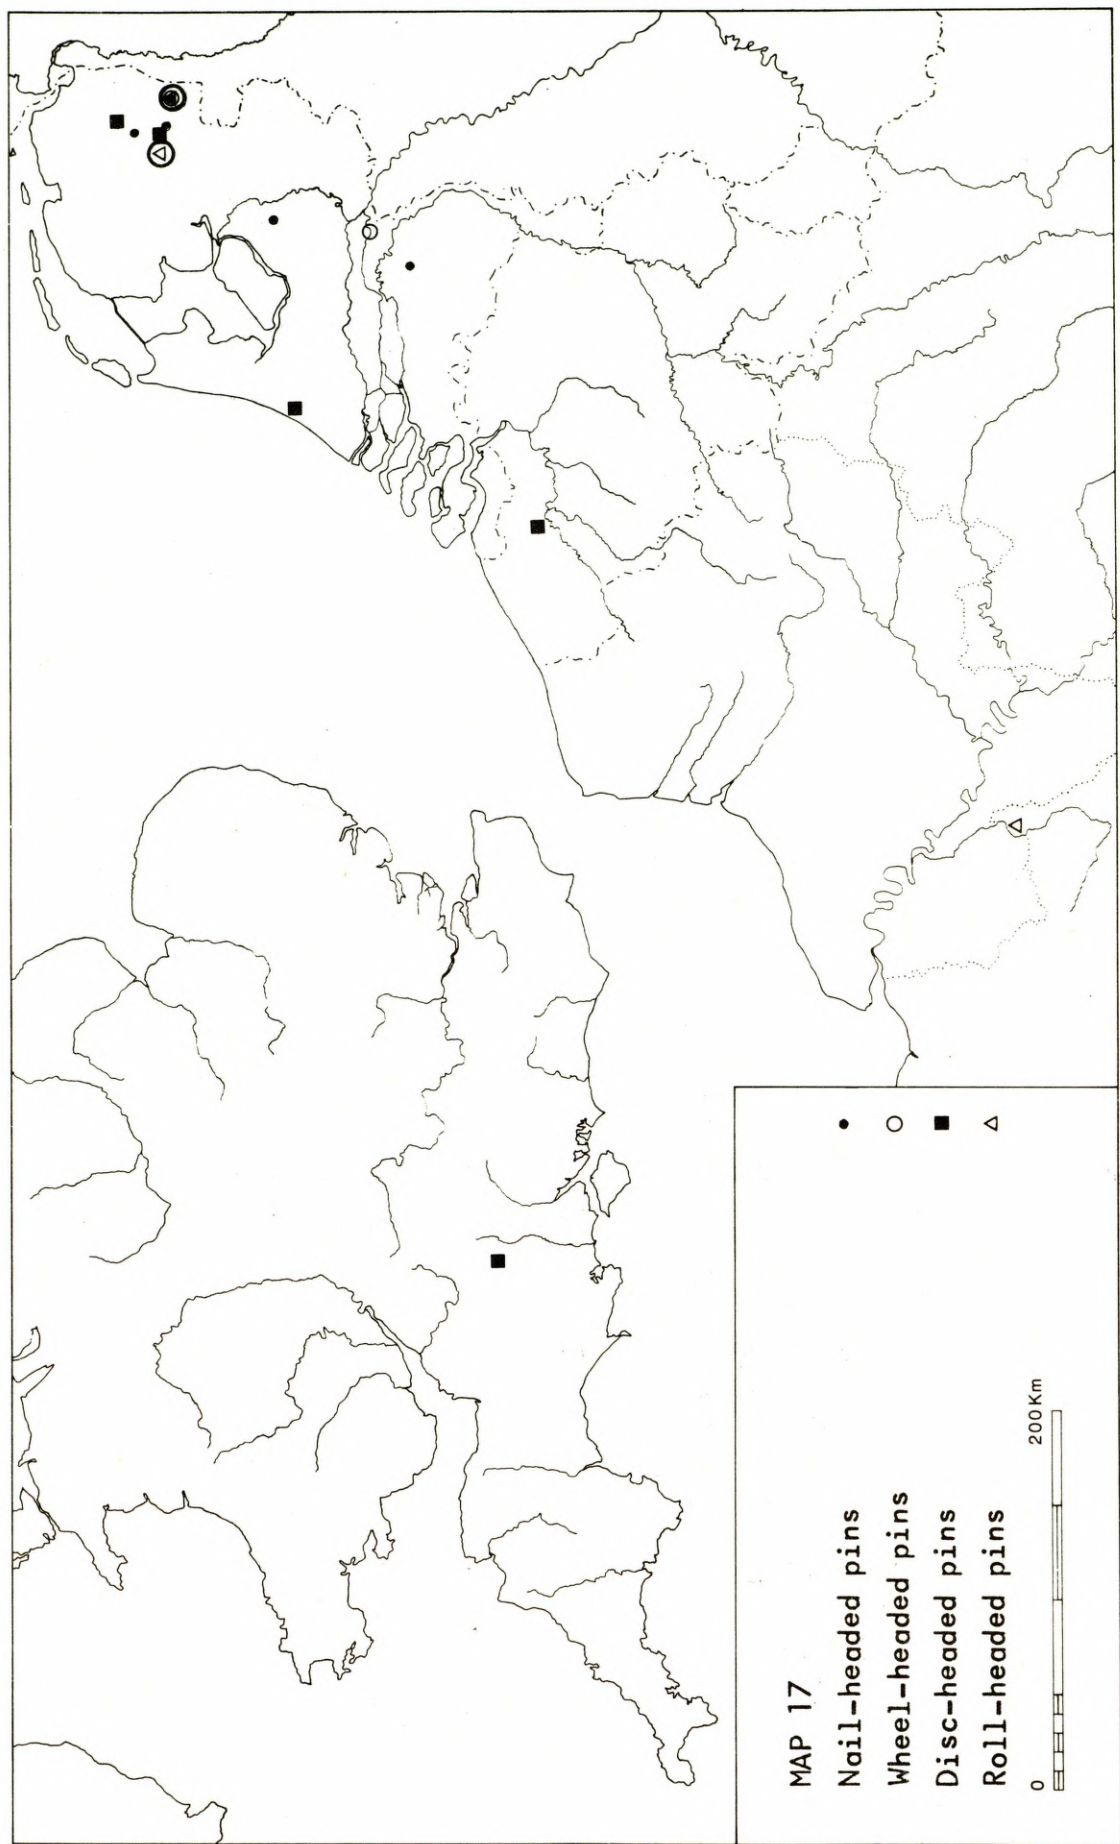 MAP 17
Nail-headed pins
Wheel-headed pins
Disc-headed pins
Roll-headed pins
0 200Km